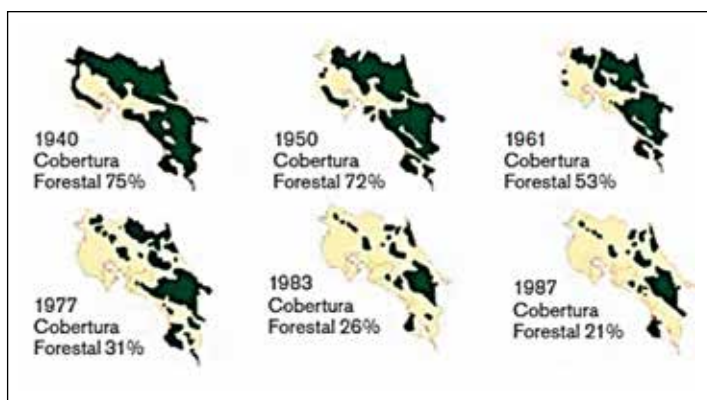 1940
Cobertura
Forestal 75%
1950
Cobertura
Forestal 72%
1961
Cobertura
Forestal 53%
1977
Cobertura
Forestal 31%
1983
Cobertura
Forestal 26%
1987
Cobertura
Forestal 21%